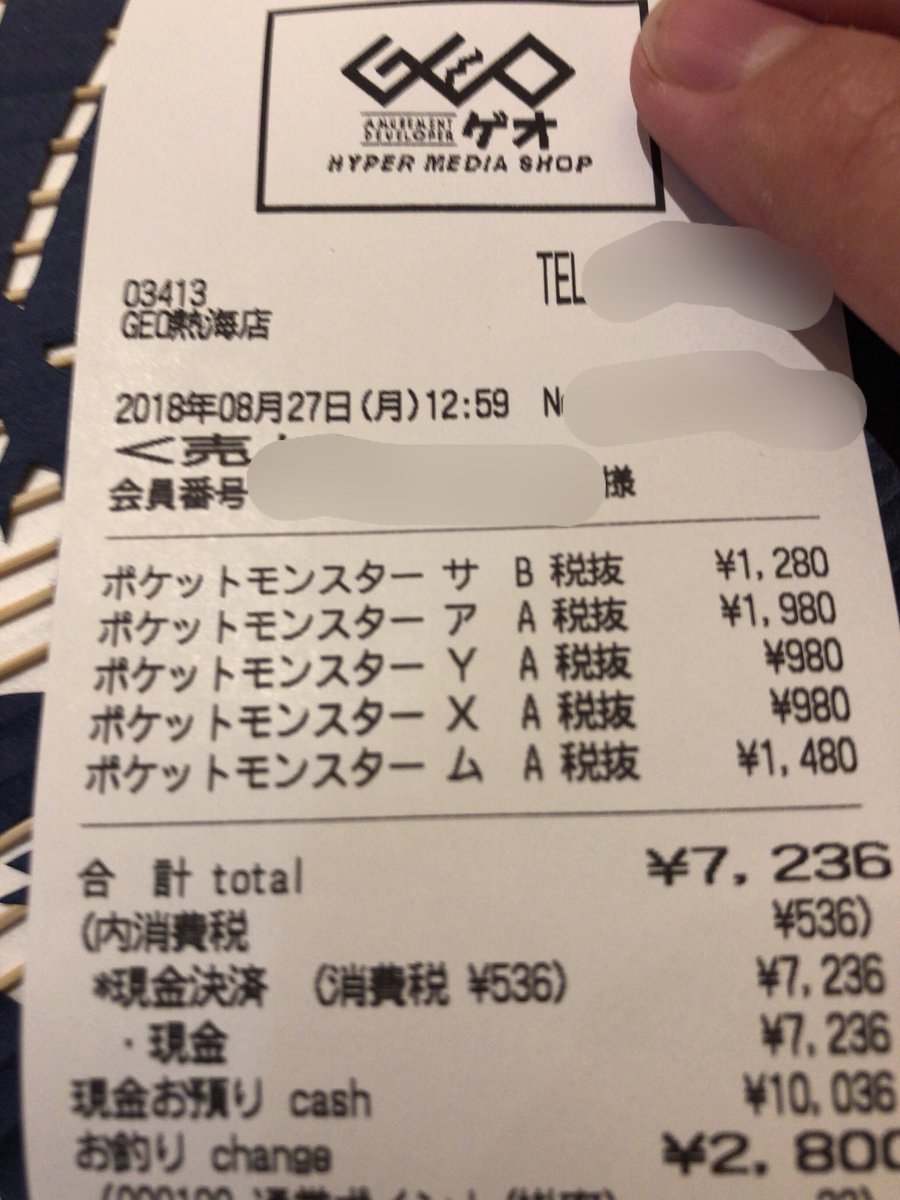 GEO
AMUSEMENT
DEVELOPER
ゲオ
HYPER MEDIA SHOP
03413 TEL
GEO熱海店
2018年08月27日(月)12:59
<売
会員番号 様
ポケットモンスター サ B 税抜 ¥1,280
ポケットモンスター ア A 税抜 ¥1,980
ポケットモンスター Y A 税抜 ¥980
ポケットモンスター X A 税抜 ¥980
ポケットモンスター ム A 税抜 ¥1,480
合 計 total ¥7,236
(内消費税 ¥536)
*現金決済 (消費税 ¥536) ¥7,236
・現金 ¥7,236
現金お預り cash ¥10,036
お釣り change ¥2,800